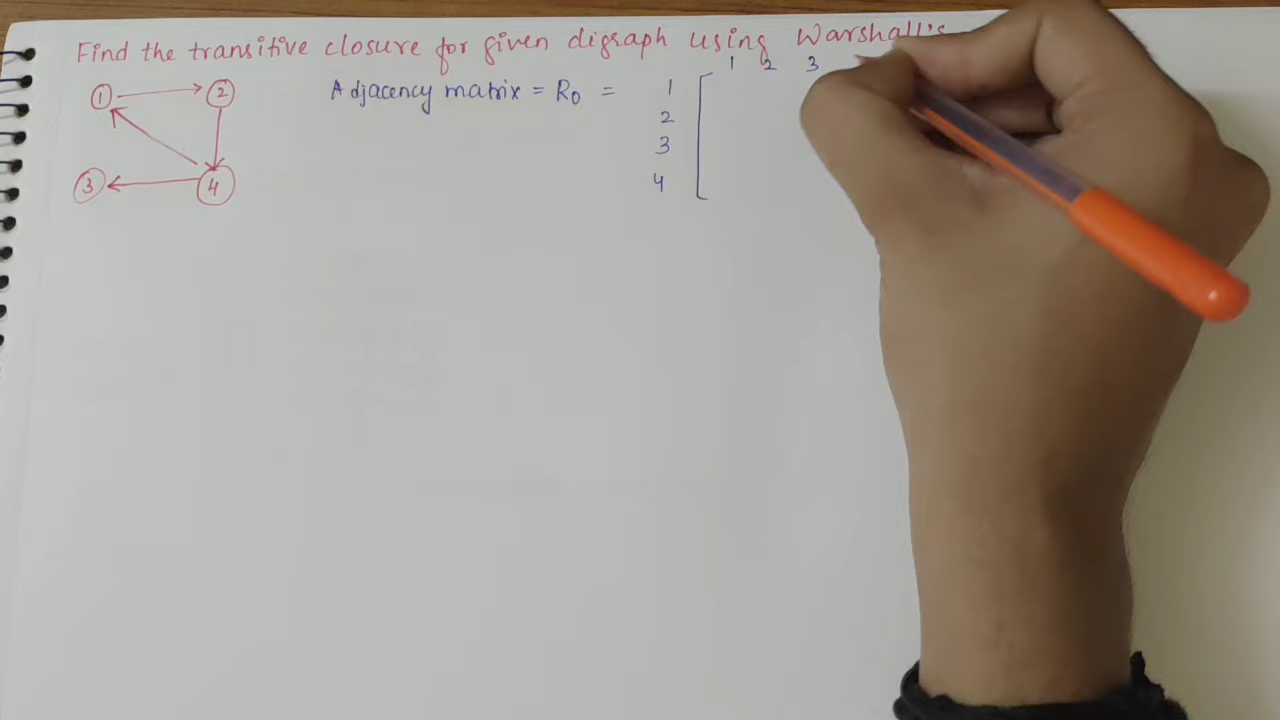 Find the transitive closure for given digraph using Warshall's
1 2 3
1 2 Adjacency matrix = R0 = 1
2
3
3 4 4